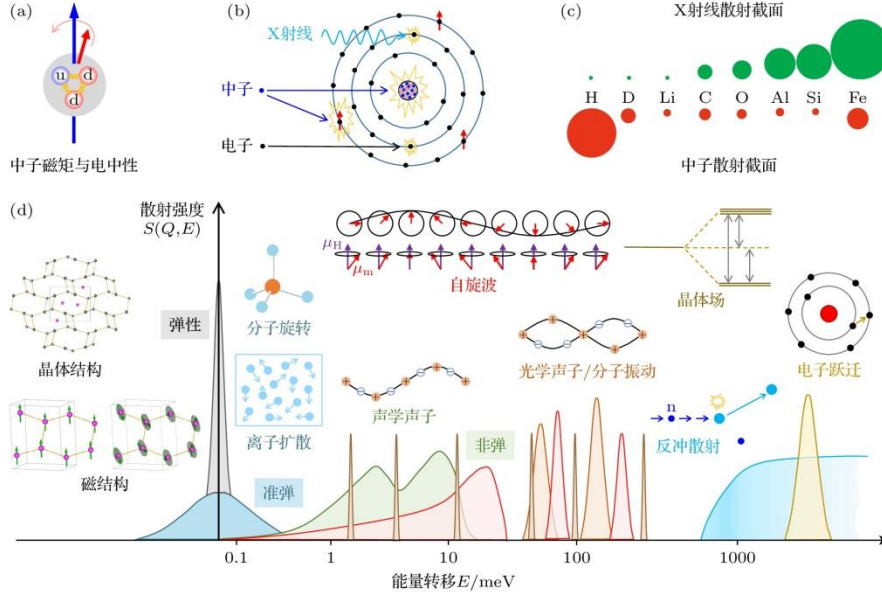 (a)
u
d
d
中子磁矩与电中性
(b)
X射线
中子
电子
(c)
X射线散射截面
H D Li C O Al Si Fe
中子散射截面
(d)
散射强度
S(Q,E)
弹性
晶体结构
磁结构
分子旋转
离子扩散
准弹
μH
μm
自旋波
声学声子
非弹
光学声子/分子振动
晶体场
电子跃迁
n
反冲散射
0.1 1 10 100 1000
能量转移E/meV